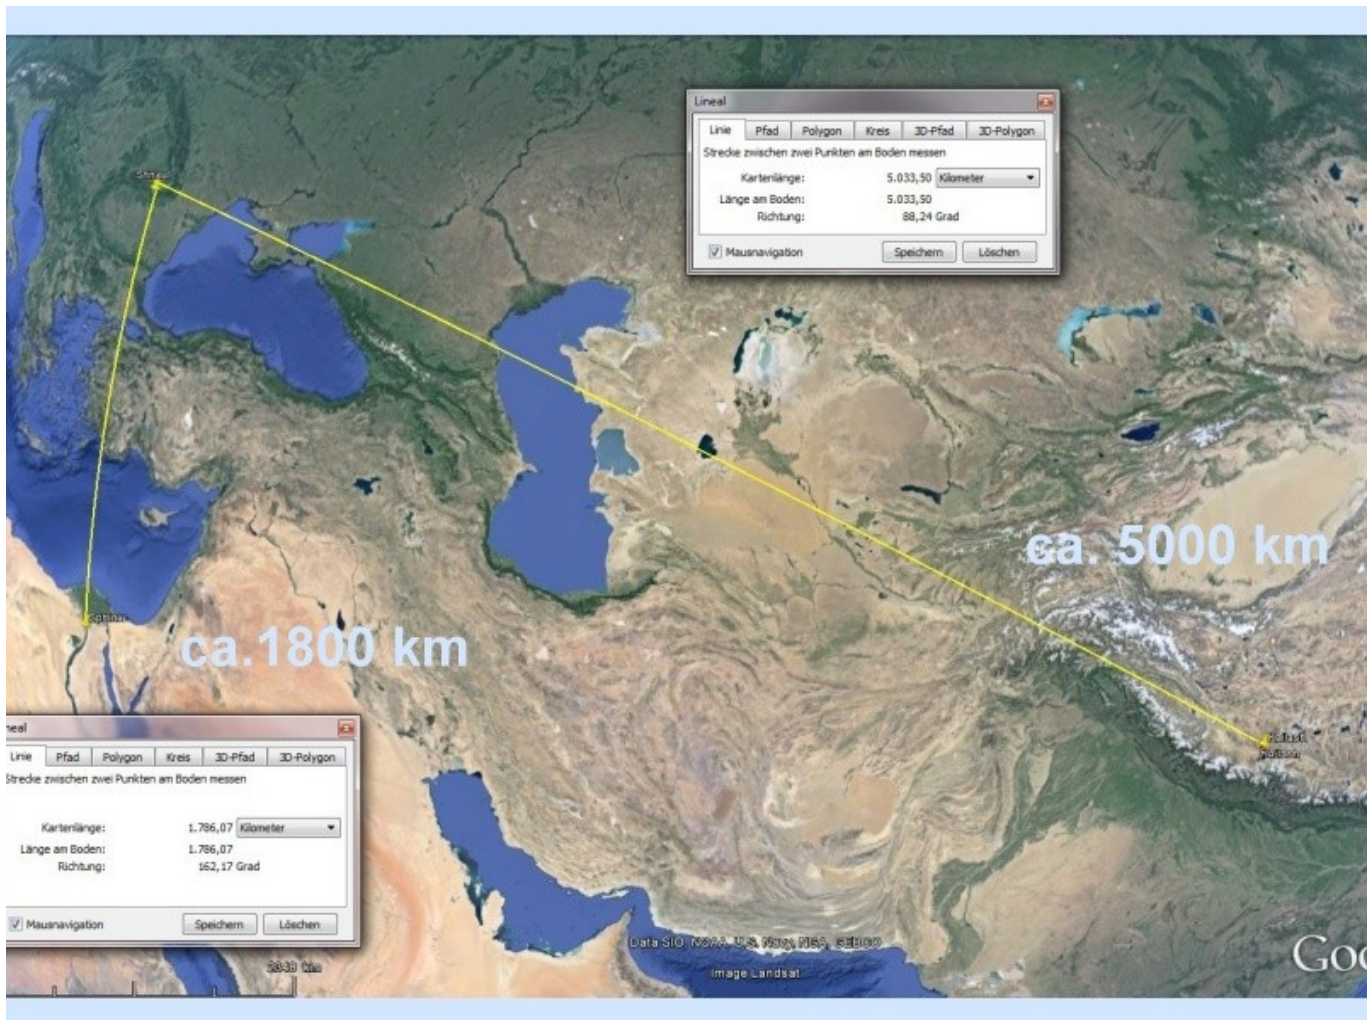 Lineal
Linie Pfad Polygon Kreis 3D-Pfad 3D-Polygon
Strecke zwischen zwei Punkten am Boden messen
Kartenlänge: 5.033,50 Kilometer
Länge am Boden: 5.033,50
Richtung: 88,24 Grad
Mausnavigation Speichern Löschen
ca. 5000 km
ca.1800 km
Kailash
neal
Linie Pfad Polygon Kreis 3D-Pfad 3D-Polygon
Strecke zwischen zwei Punkten am Boden messen
Kartenlänge: 1.786,07 Kilometer
Länge am Boden: 1.786,07
Richtung: 162,17 Grad
Mausnavigation Speichern Löschen
Data SIO, NOAA, U.S. Navy, NGA, GEBCO
Image Landsat
Goo
km